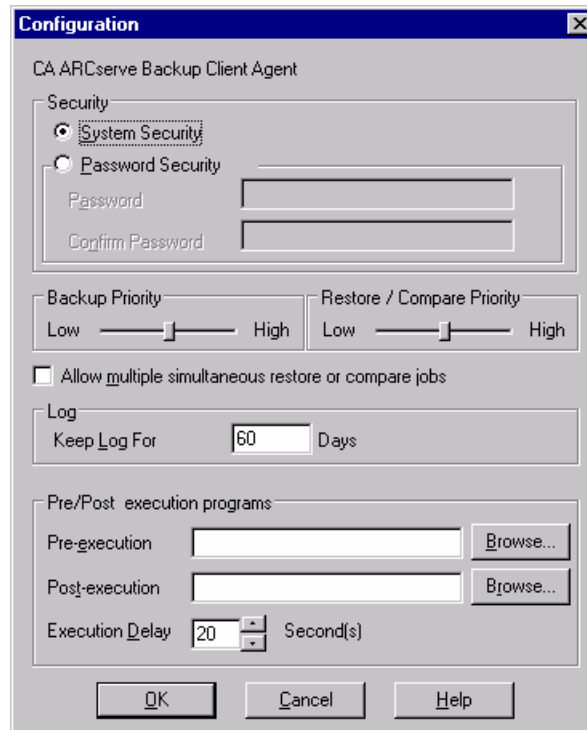 Configuration
CA ARCserve Backup Client Agent
Security
System Security
Password Security
Password
Confirm Password
Backup Priority
Low High
Restore / Compare Priority
Low High
Allow multiple simultaneous restore or compare jobs
Log
Keep Log For 60 Days
Pre/Post execution programs
Pre-execution Browse...
Post-execution Browse...
Execution Delay 20 Second(s)
OK Cancel Help